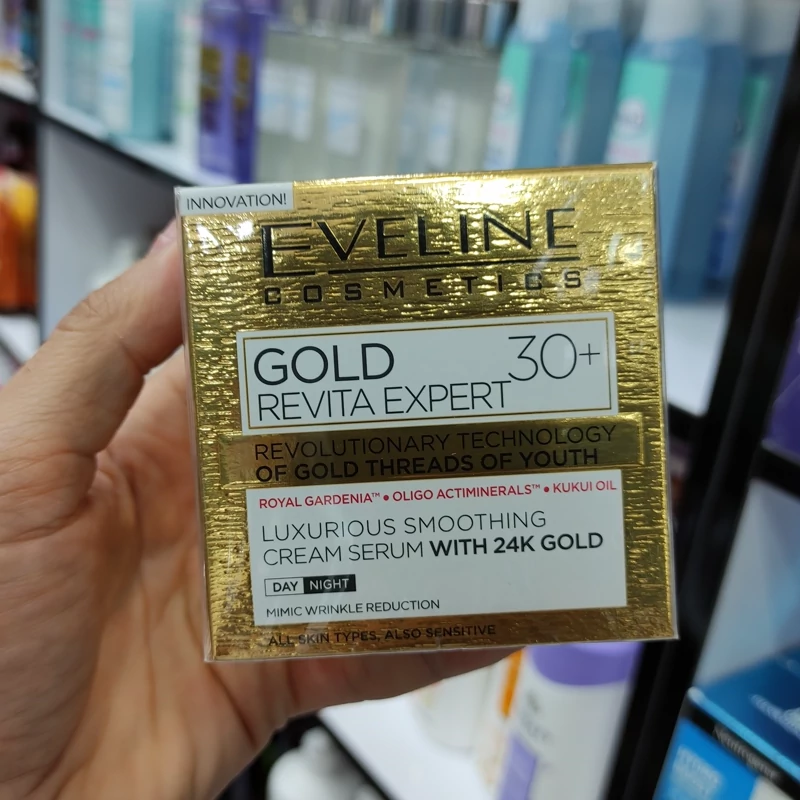 INNOVATION!
EVELINE
COSMETICS
GOLD 30+
REVITA EXPERT
REVOLUTIONARY TECHNOLOGY
OF GOLD THREADS OF YOUTH
ROYAL GARDENIA™ • OLIGO ACTIMINERALS™ • KUKUI OIL
LUXURIOUS SMOOTHING
CREAM SERUM WITH 24K GOLD
DAY NIGHT
MIMIC WRINKLE REDUCTION
ALL SKIN TYPES, ALSO SENSITIVE
Neutrogena